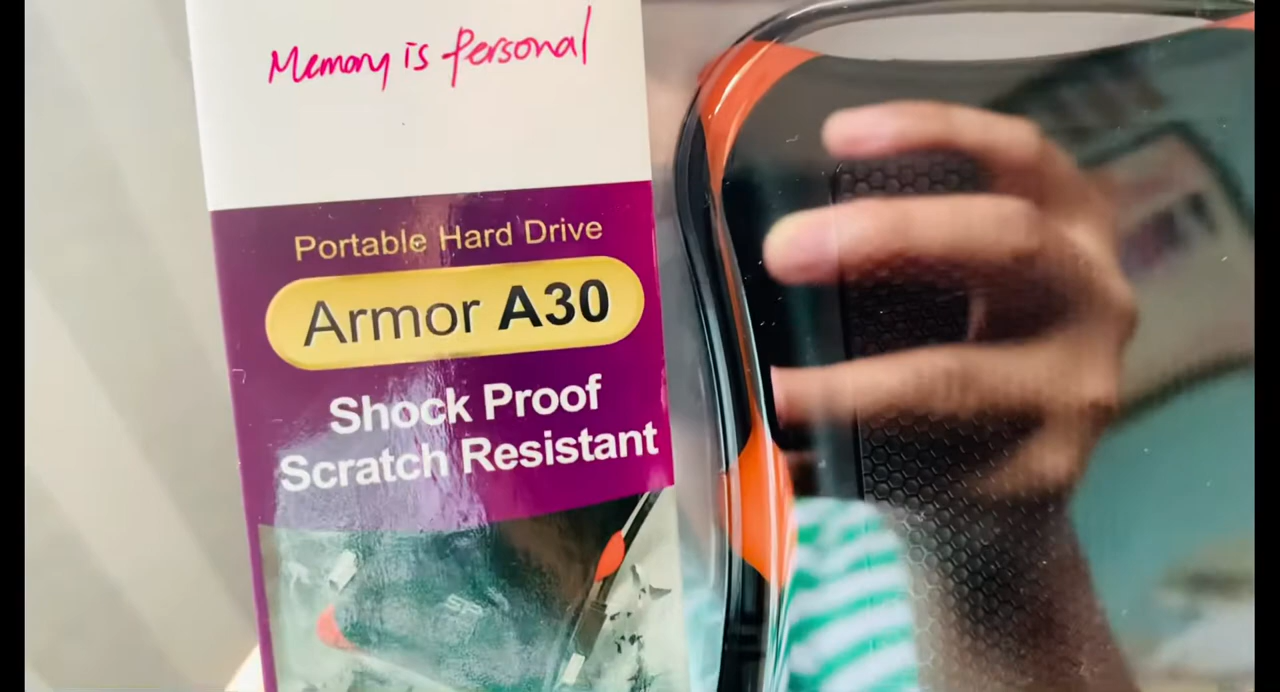 Memory is Personal
Portable Hard Drive
Armor A30
Shock Proof
Scratch Resistant